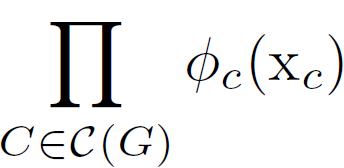 ∏_{C∈𝒞(G)} ϕ_c(x_c)